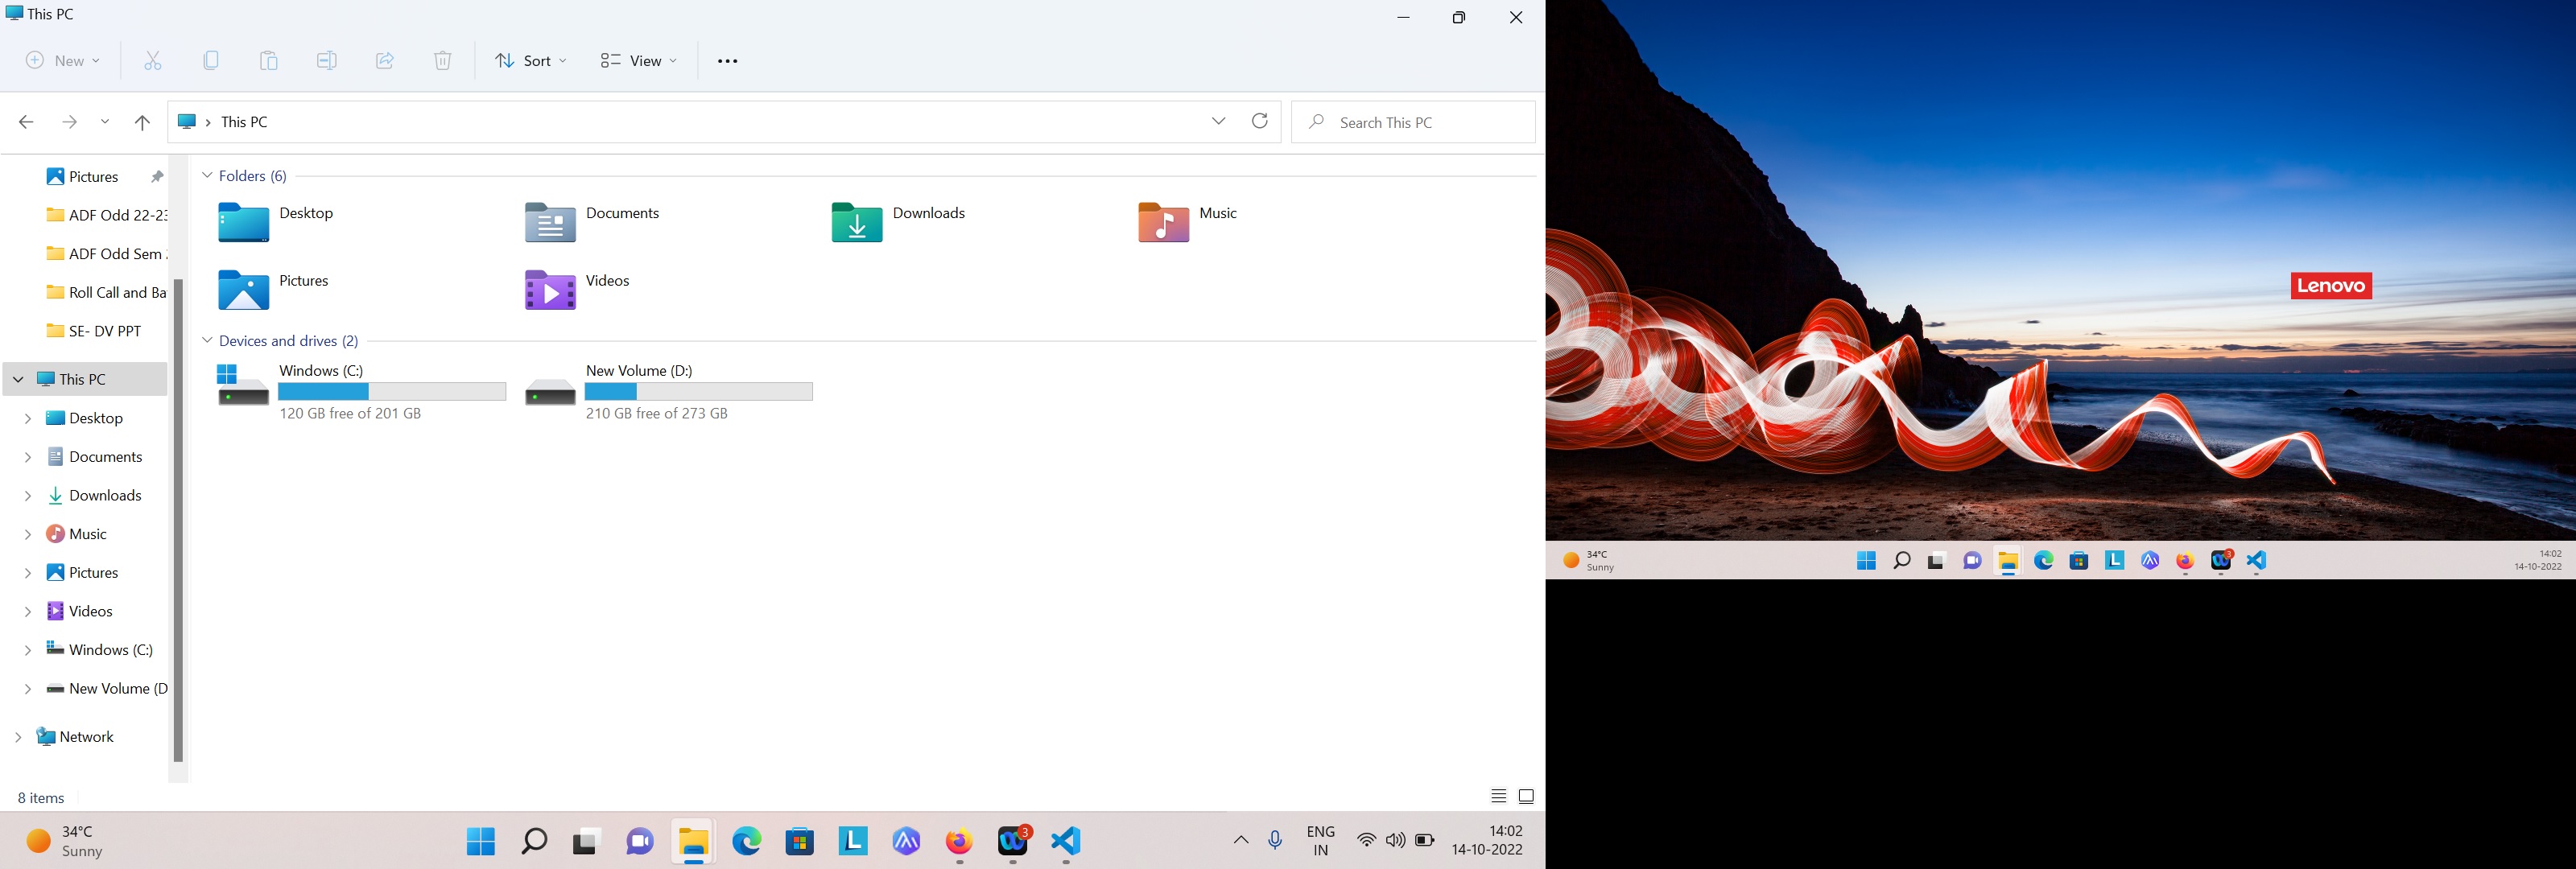 This PC
New
Sort
View
This PC
Search This PC
Pictures
ADF Odd 22-23
ADF Odd Sem
Roll Call and Ba
SE- DV PPT
This PC
Desktop
Documents
Downloads
Music
Pictures
Videos
Windows (C:)
New Volume (D
Network
Folders (6)
Desktop
Documents
Downloads
Music
Pictures
Videos
Devices and drives (2)
Windows (C:)
120 GB free of 201 GB
New Volume (D:)
210 GB free of 273 GB
8 items
34°C
Sunny
L
3
ENG
IN
14:02
14-10-2022
Lenovo
34°C
Sunny
L
3
14:02
14-10-2022